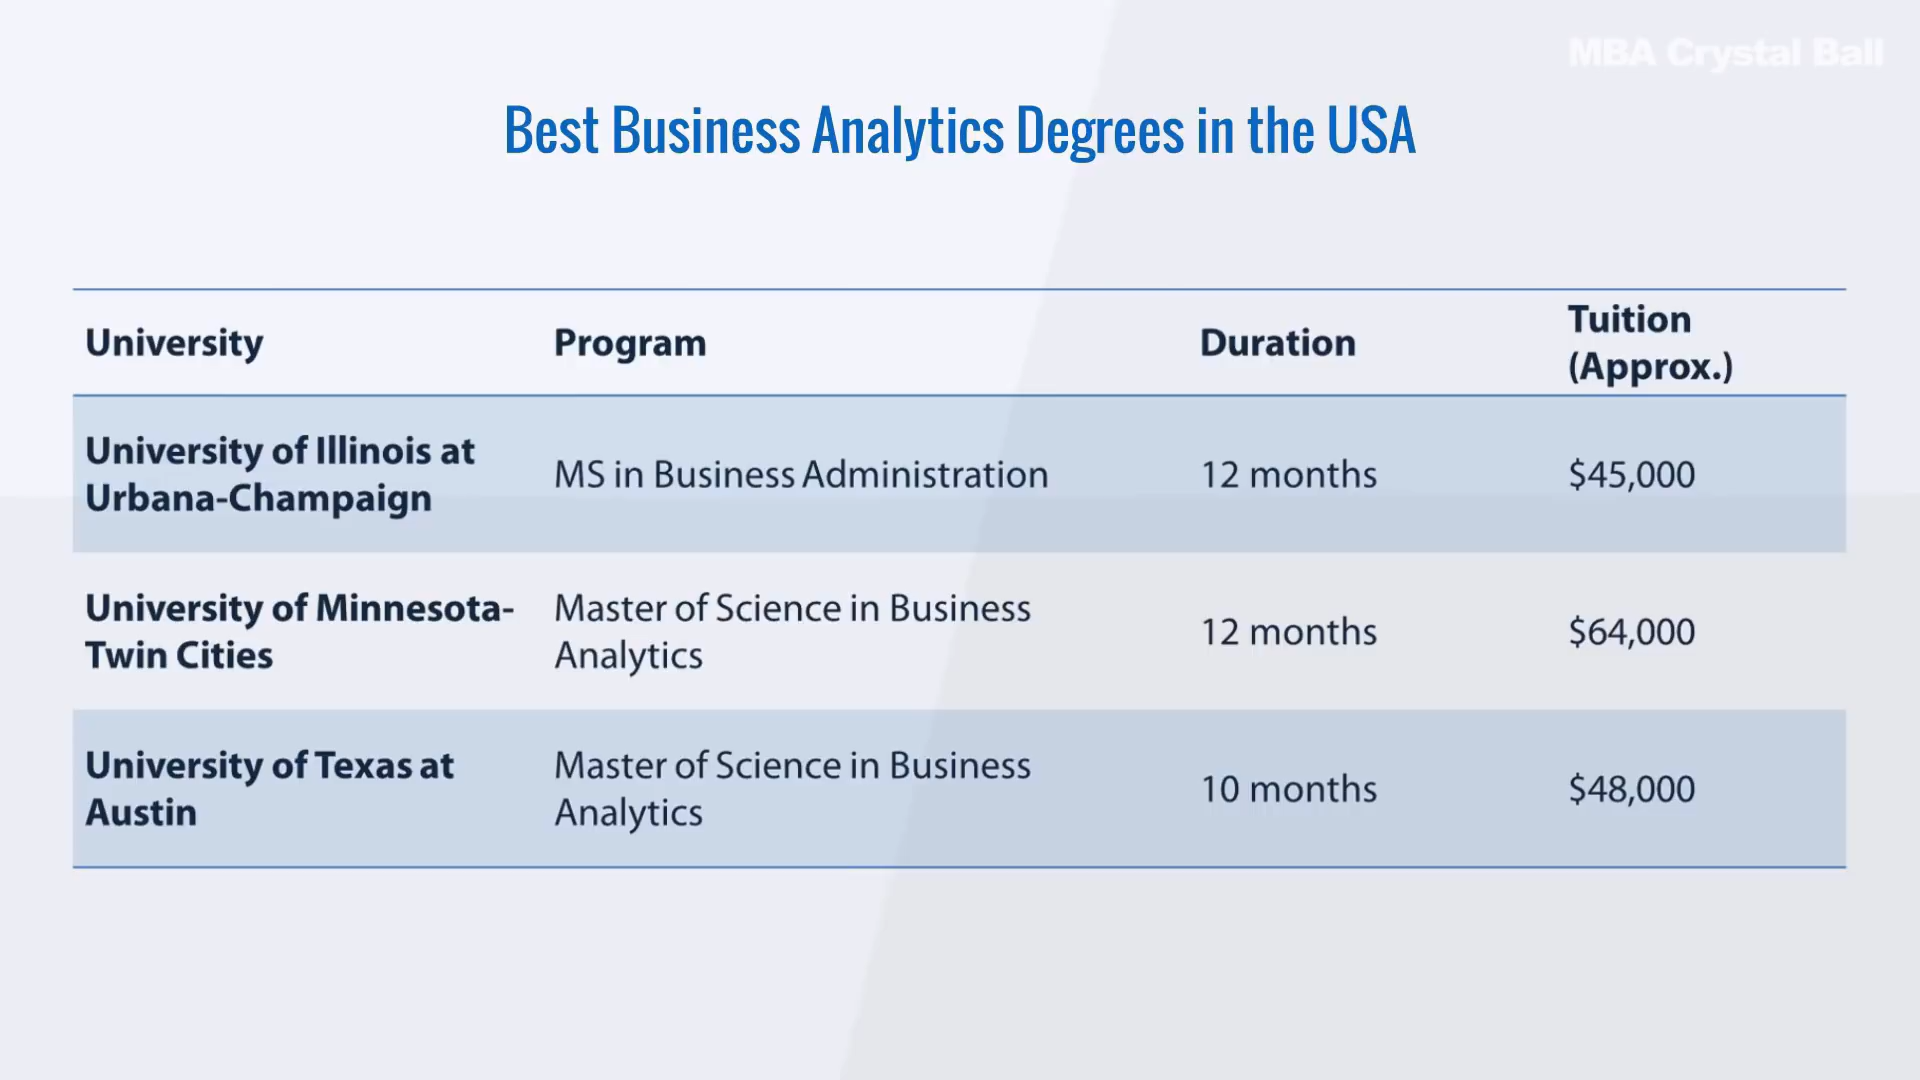 MBA Crystal Ball
Best Business Analytics Degrees in the USA
University
Program
Duration
Tuition
(Approx.)
University of Illinois at
Urbana-Champaign
MS in Business Administration
12 months
$45,000
University of Minnesota-
Twin Cities
Master of Science in Business
Analytics
12 months
$64,000
University of Texas at
Austin
Master of Science in Business
Analytics
10 months
$48,000